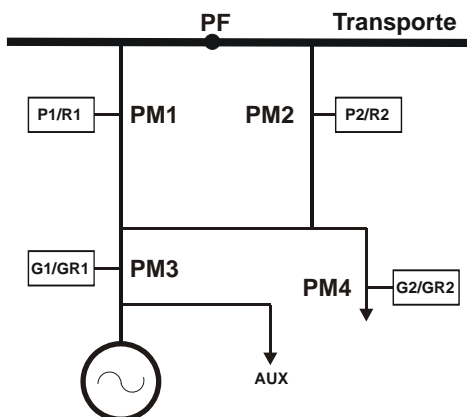 PF Transporte
P1/R1 PM1 PM2 P2/R2
G1/GR1 PM3
PM4 G2/GR2
AUX